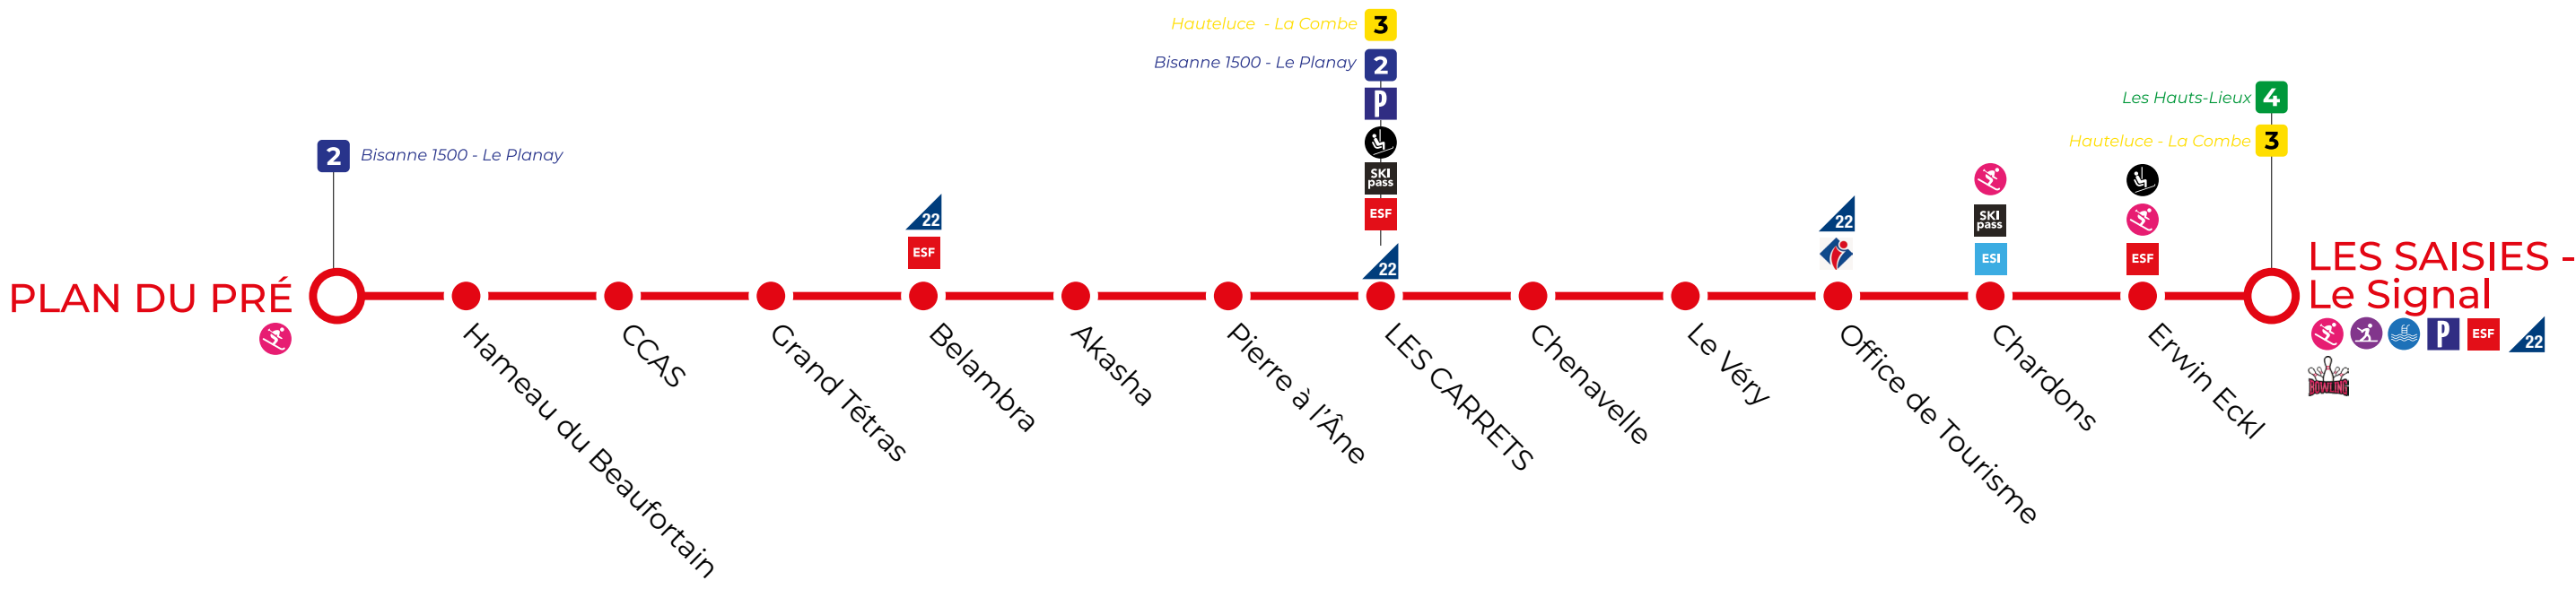 Hauteluce - La Combe 3
Bisanne 1500 - Le Planay 2
P
SKI
pass
ESF
22
2 Bisanne 1500 - Le Planay
22
ESF
22
SKI
pass
ESI
ESF
Les Hauts-Lieux 4
Hauteluce - La Combe 3
PLAN DU PRÉ
Hameau du Beaufortain
CCAS
Grand Tétras
Belambra
Akasha
Pierre à l'Âne
LES CARRETS
Chenavelle
Le Véry
Office de Tourisme
Chardons
Erwin Eckl
LES SAISIES -
Le Signal
P ESF 22
BOWLING